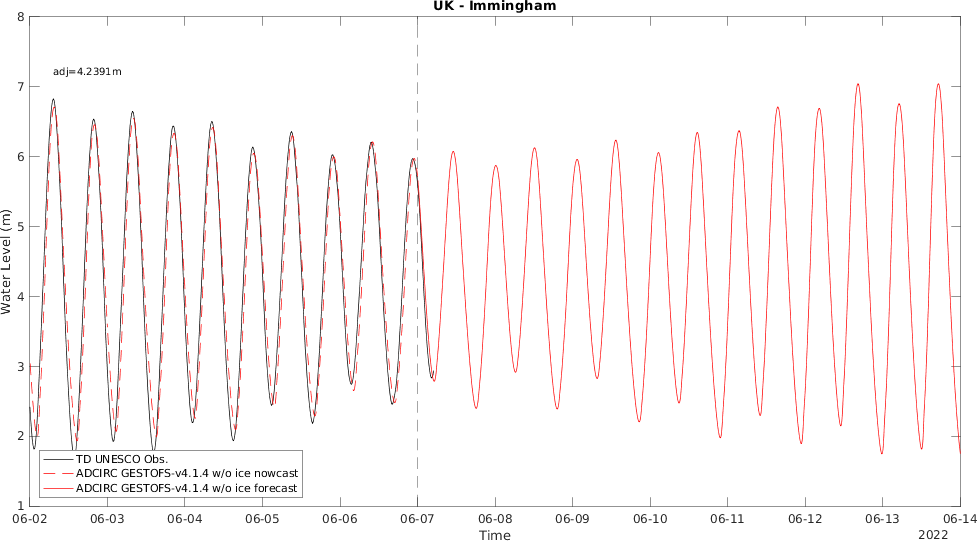 UK - Immingham
8
7
6
5
4
3
2
1
Water Level (m)
adj=4.2391m
TD UNESCO Obs.
ADCIRC GESTOFS-v4.1.4 w/o ice nowcast
ADCIRC GESTOFS-v4.1.4 w/o ice forecast
06-02 06-03 06-04 06-05 06-06 06-07 06-08 06-09 06-10 06-11 06-12 06-13 06-14
Time
2022